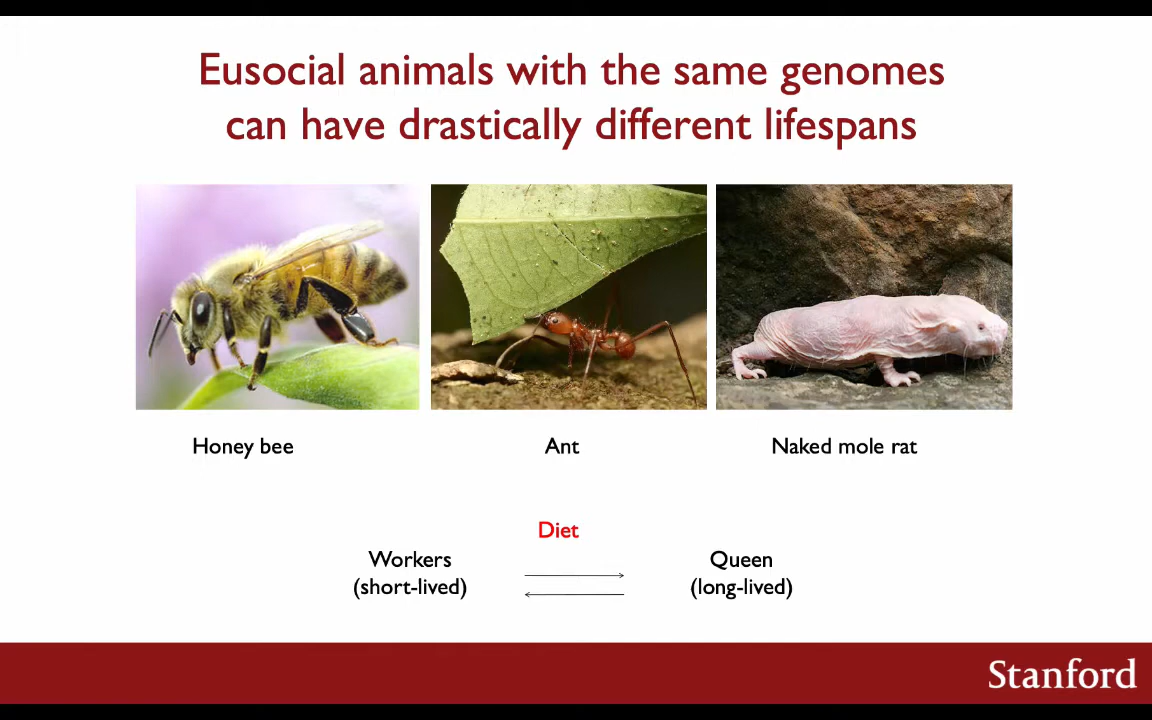 Eusocial animals with the same genomes
can have drastically different lifespans
Honey bee
Ant
Naked mole rat
Diet
Workers
(short-lived)
Queen
(long-lived)
Stanford